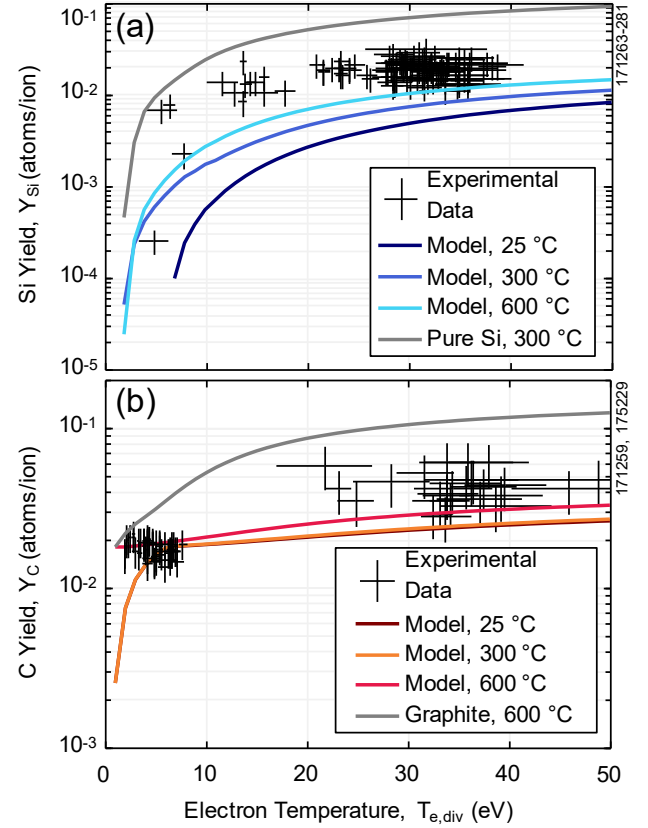 (a)
10⁻¹
10⁻²
10⁻³
10⁻⁴
10⁻⁵
Si Yield, Y_Si (atoms/ion)
171263-281
Experimental
Data
Model, 25 °C
Model, 300 °C
Model, 600 °C
Pure Si, 300 °C
(b)
10⁻¹
10⁻²
10⁻³
C Yield, Y_C (atoms/ion)
171259, 175229
Experimental
Data
Model, 25 °C
Model, 300 °C
Model, 600 °C
Graphite, 600 °C
0 10 20 30 40 50
Electron Temperature, T_e,div (eV)